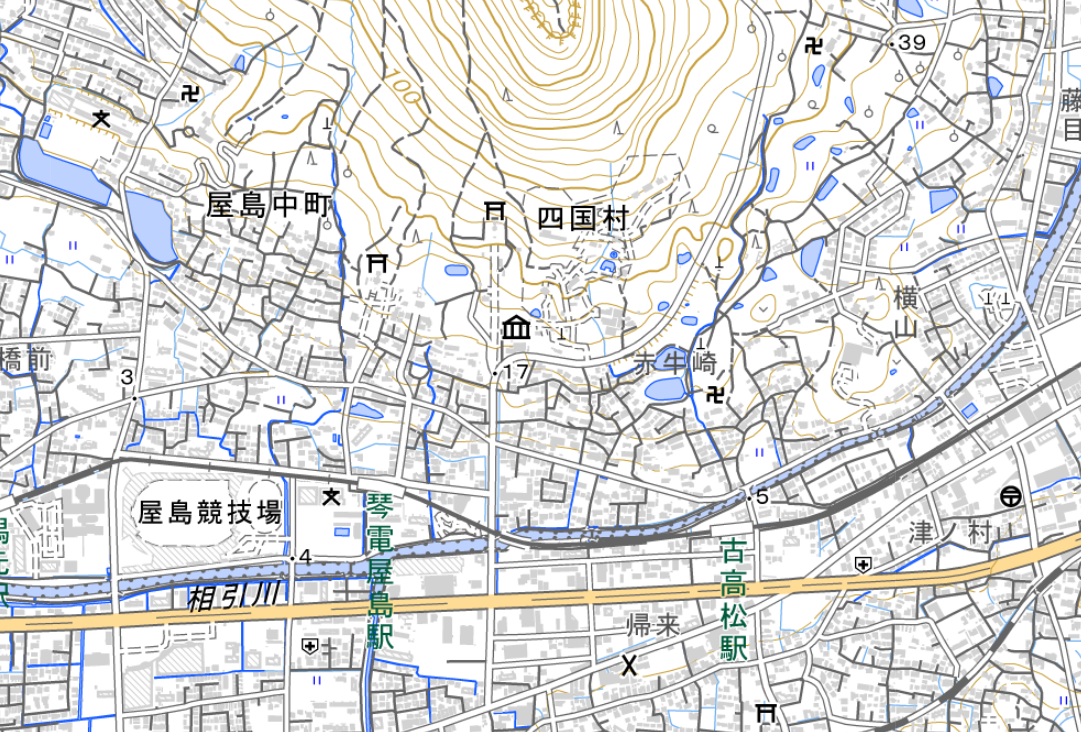 39
100
藤目
屋島中町
四国村
横山
橋前
赤牛崎
17
3
屋島競技場
琴電屋島駅
5
4
古高松駅
津ノ村
相引川
帰来